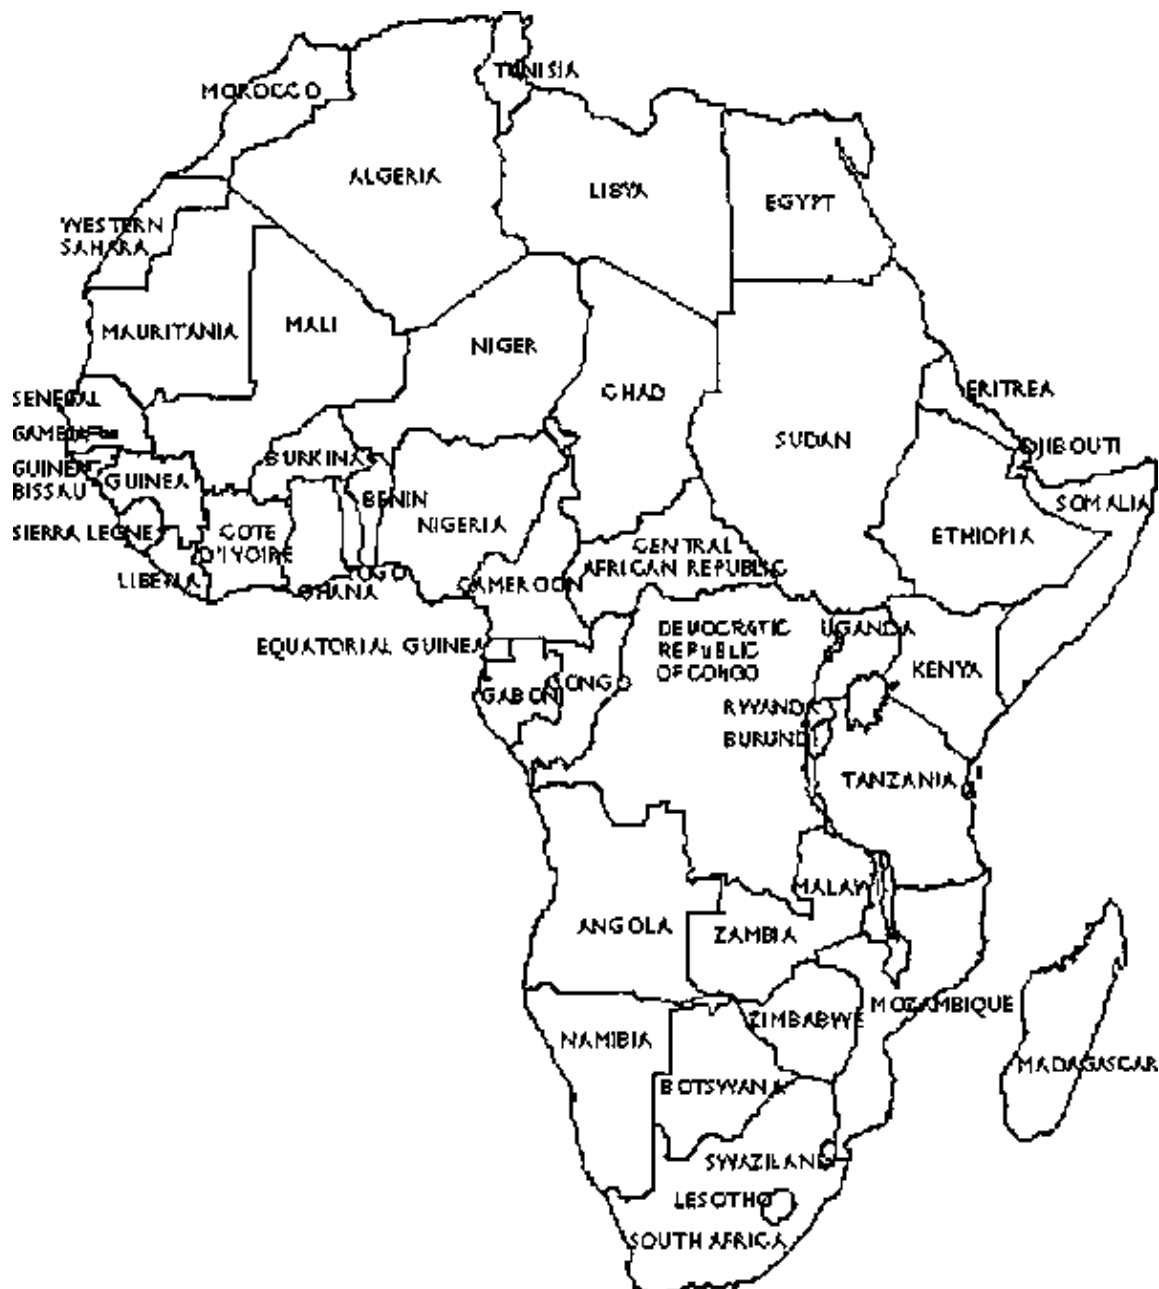 TUNISIA
MOROCCO
ALGERIA
LIBYA
EGYPT
WESTERN
SAHARA
MAURITANIA
MALI
NIGER
CHAD
SUDAN
ERITREA
SENEGAL
GAMBIA
GUINEA
BISSAU
GUINEA
BURKINA
BENIN
NIGERIA
DJIBOUTI
SOMALIA
ETHIOPIA
SIERRA LEONE
COTE
D'IVOIRE
LIBERIA
GHANA
TOGO
CAMEROON
CENTRAL
AFRICAN REPUBLIC
EQUATORIAL GUINEA
DEMOCRATIC
REPUBLIC
OF CONGO
UGANDA
KENYA
GABON
CONGO
RWANDA
BURUNDI
TANZANIA
MALAWI
ANGOLA
ZAMBIA
MOZAMBIQUE
ZIMBABWE
NAMIBIA
BOTSWANA
MADAGASCAR
SWAZILAND
LESOTHO
SOUTH AFRICA